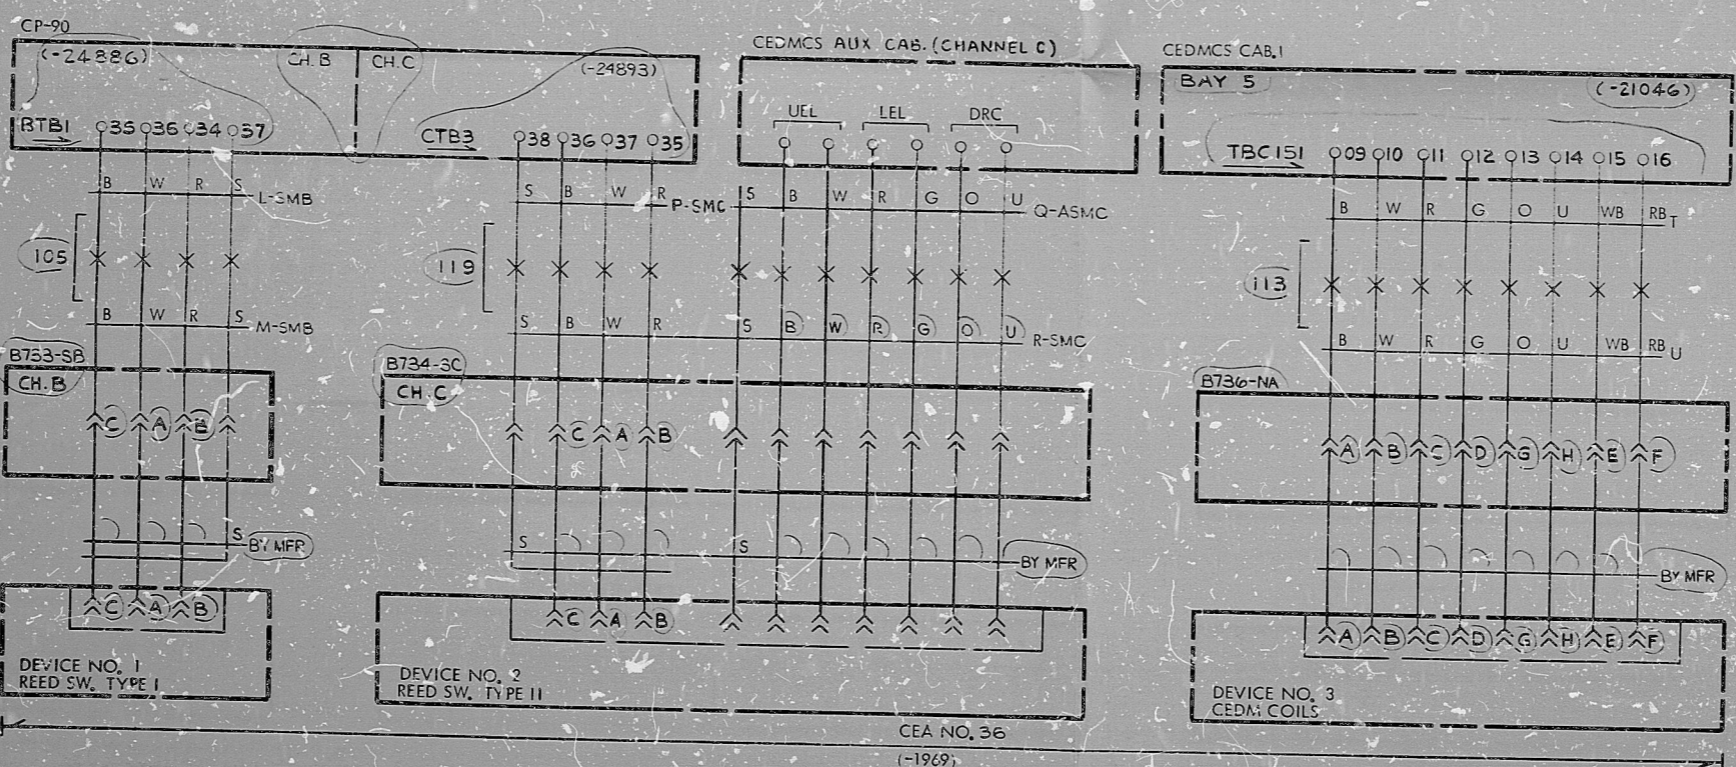 CP-90
(-24886)
CH. B
CH. C
(-24893)
BTB1
35 36 34 37
CTB3
38 36 37 35
CEDMCS AUX CAB. (CHANNEL C)
UEL LEL DRC
CEDMCS CAB. 1
BAY 5
(-21046)
TBC151
09 10 11 12 13 14 15 16
B W R S
L-SMB
S B W R
P-SMC
S B W R G O U
Q-ASMC
B W R G O U WB RB
T
105
119
113
B W R S
M-SMB
S B W R S B W R G O U
R-SMC
B W R G O U WB RB
U
B733-SB
CH. B
C A B
B734-SC
CH. C
C A B
B736-NA
A B C D G H E F
S
BY MFR
S S
BY MFR
BY MFR
C A B
DEVICE NO. 1
REED SW. TYPE I
C A B
DEVICE NO. 2
REED SW. TYPE II
A B C D G H E F
DEVICE NO. 3
CEDM COILS
CEA NO. 36
(-1969)